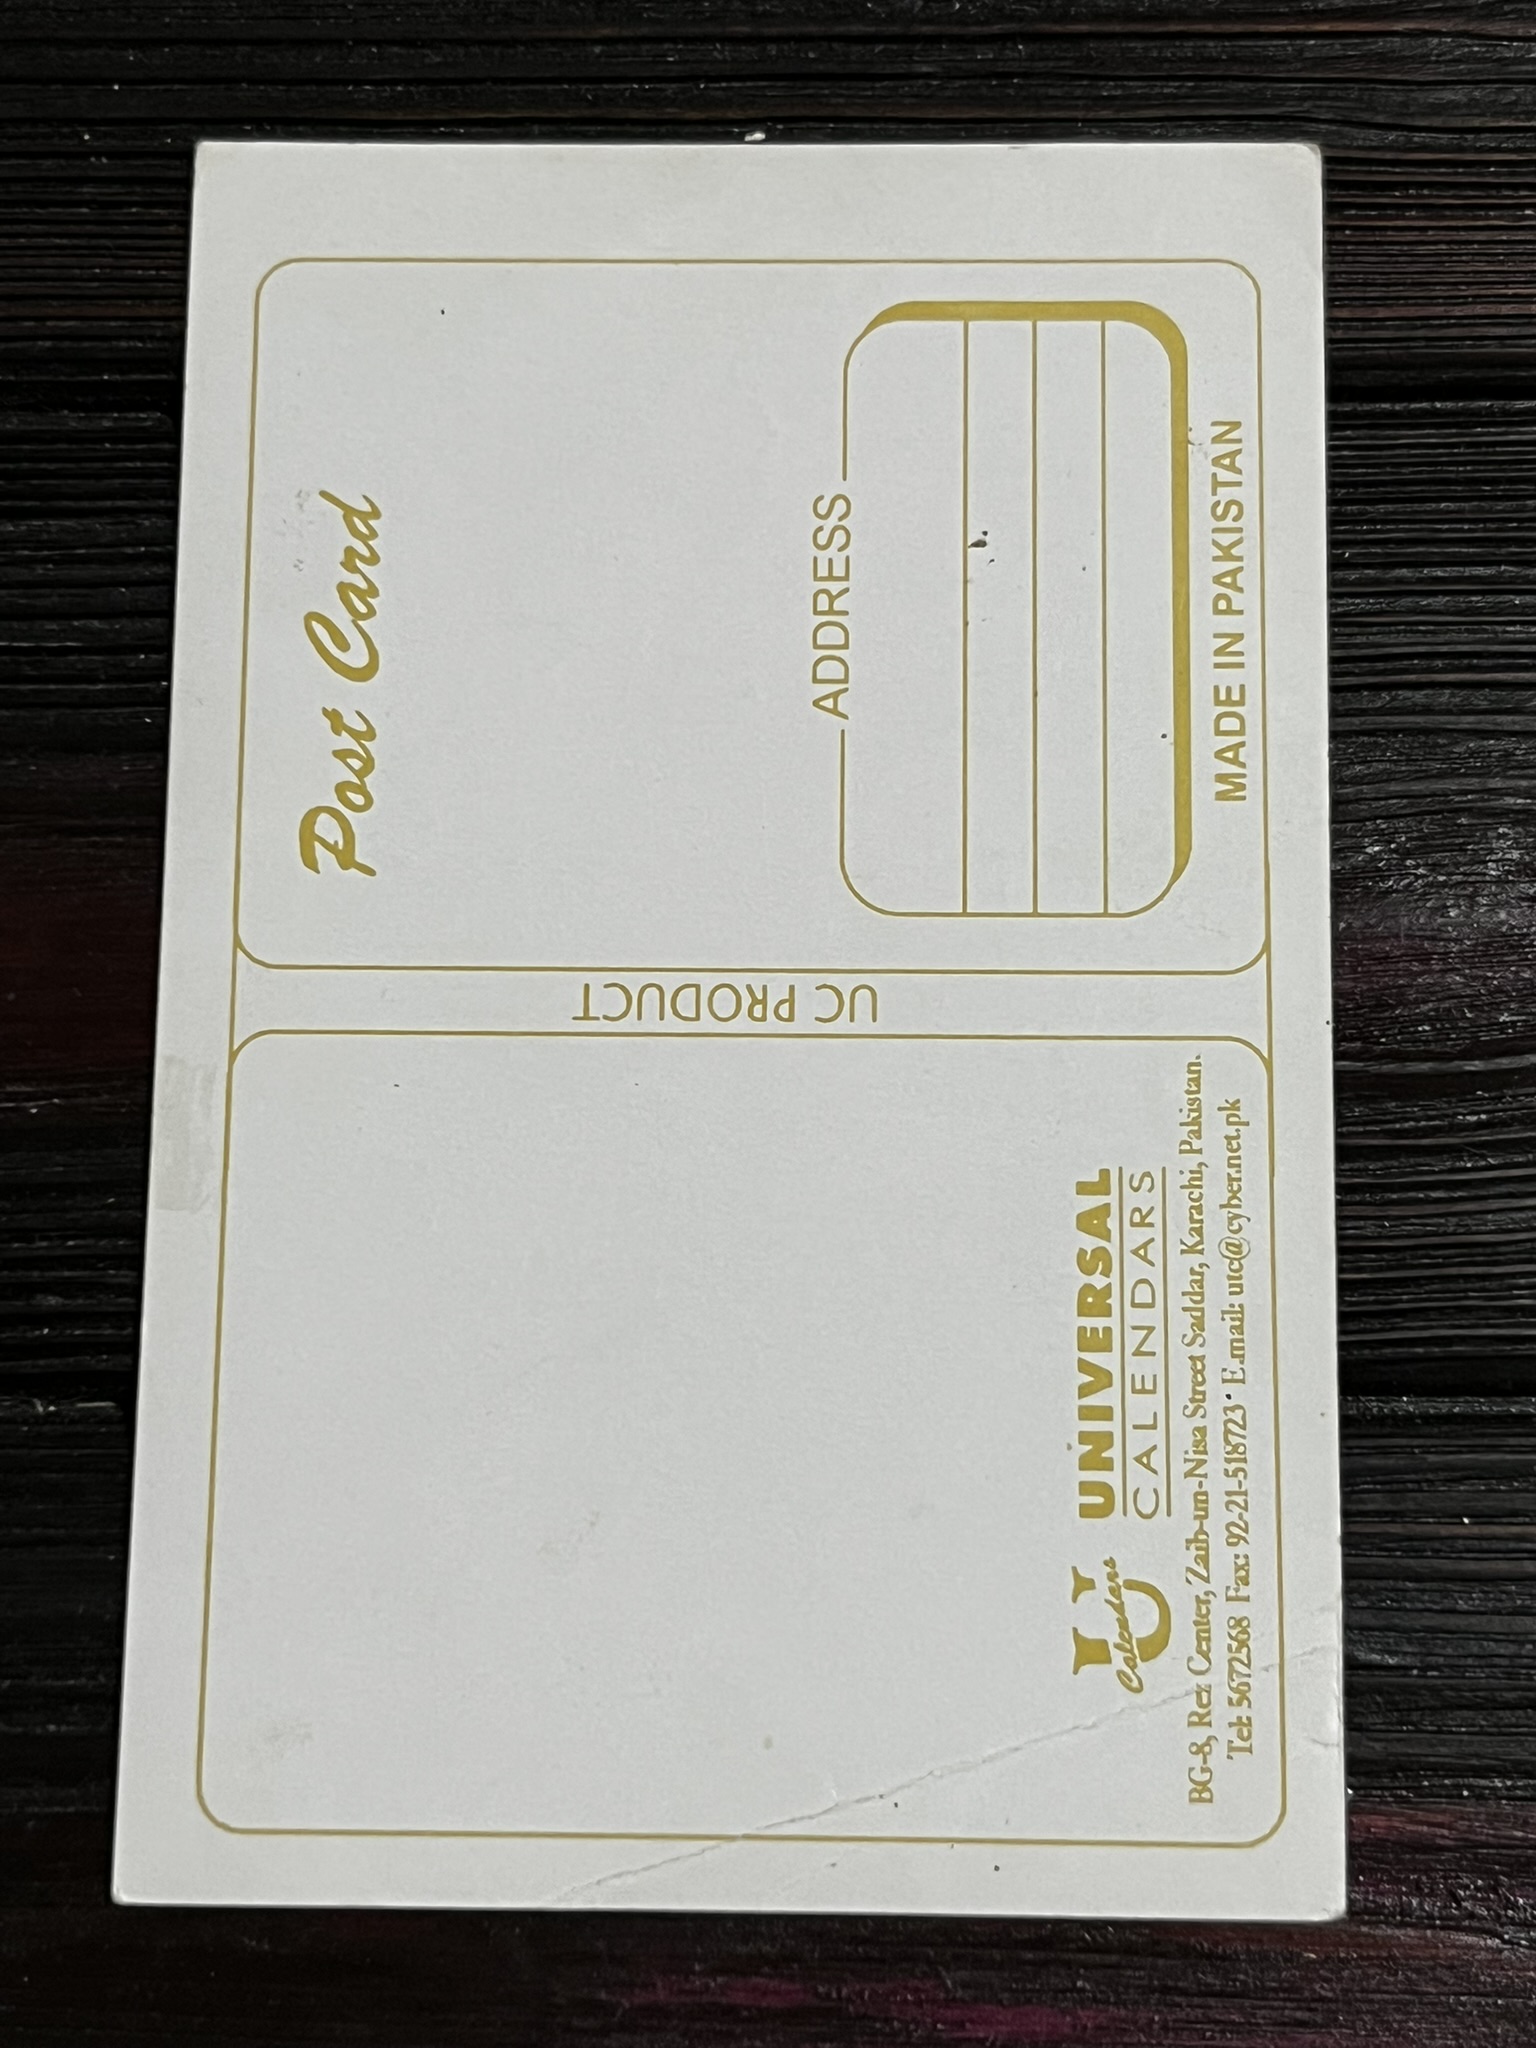 Post Card
ADDRESS
MADE IN PAKISTAN
UC PRODUCT
Calendars
UNIVERSAL
CALENDARS
BG-8, Rex Center, Zaib-un-Nisa Street Saddar, Karachi, Pakistan.
Tel: 5672568 Fax: 92-21-518723 E.mail: utc@cyber.net.pk